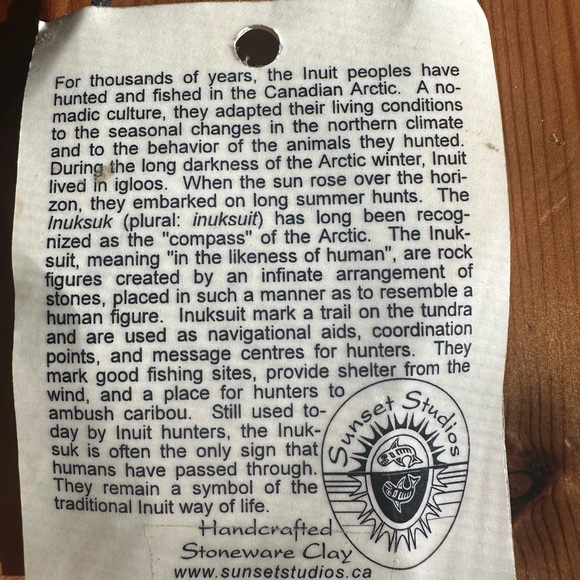 For thousands of years, the Inuit peoples have
hunted and fished in the Canadian Arctic. A no-
madic culture, they adapted their living conditions
to the seasonal changes in the northern climate
and to the behavior of the animals they hunted.
During the long darkness of the Arctic winter, Inuit
lived in igloos. When the sun rose over the hori-
zon, they embarked on long summer hunts. The
Inuksuk (plural: inuksuit) has long been recog-
nized as the "compass" of the Arctic. The Inuk-
suit, meaning "in the likeness of human", are rock
figures created by an infinate arrangement of
stones, placed in such a manner as to resemble a
human figure. Inuksuit mark a trail on the tundra
and are used as navigational aids, coordination
points, and message centres for hunters. They
mark good fishing sites, provide shelter from the
wind, and a place for hunters to
ambush caribou. Still used to-
day by Inuit hunters, the Inuk-
suk is often the only sign that
humans have passed through.
They remain a symbol of the
traditional Inuit way of life.
Sunset Studios
Handcrafted
Stoneware Clay
www.sunsetstudios.ca